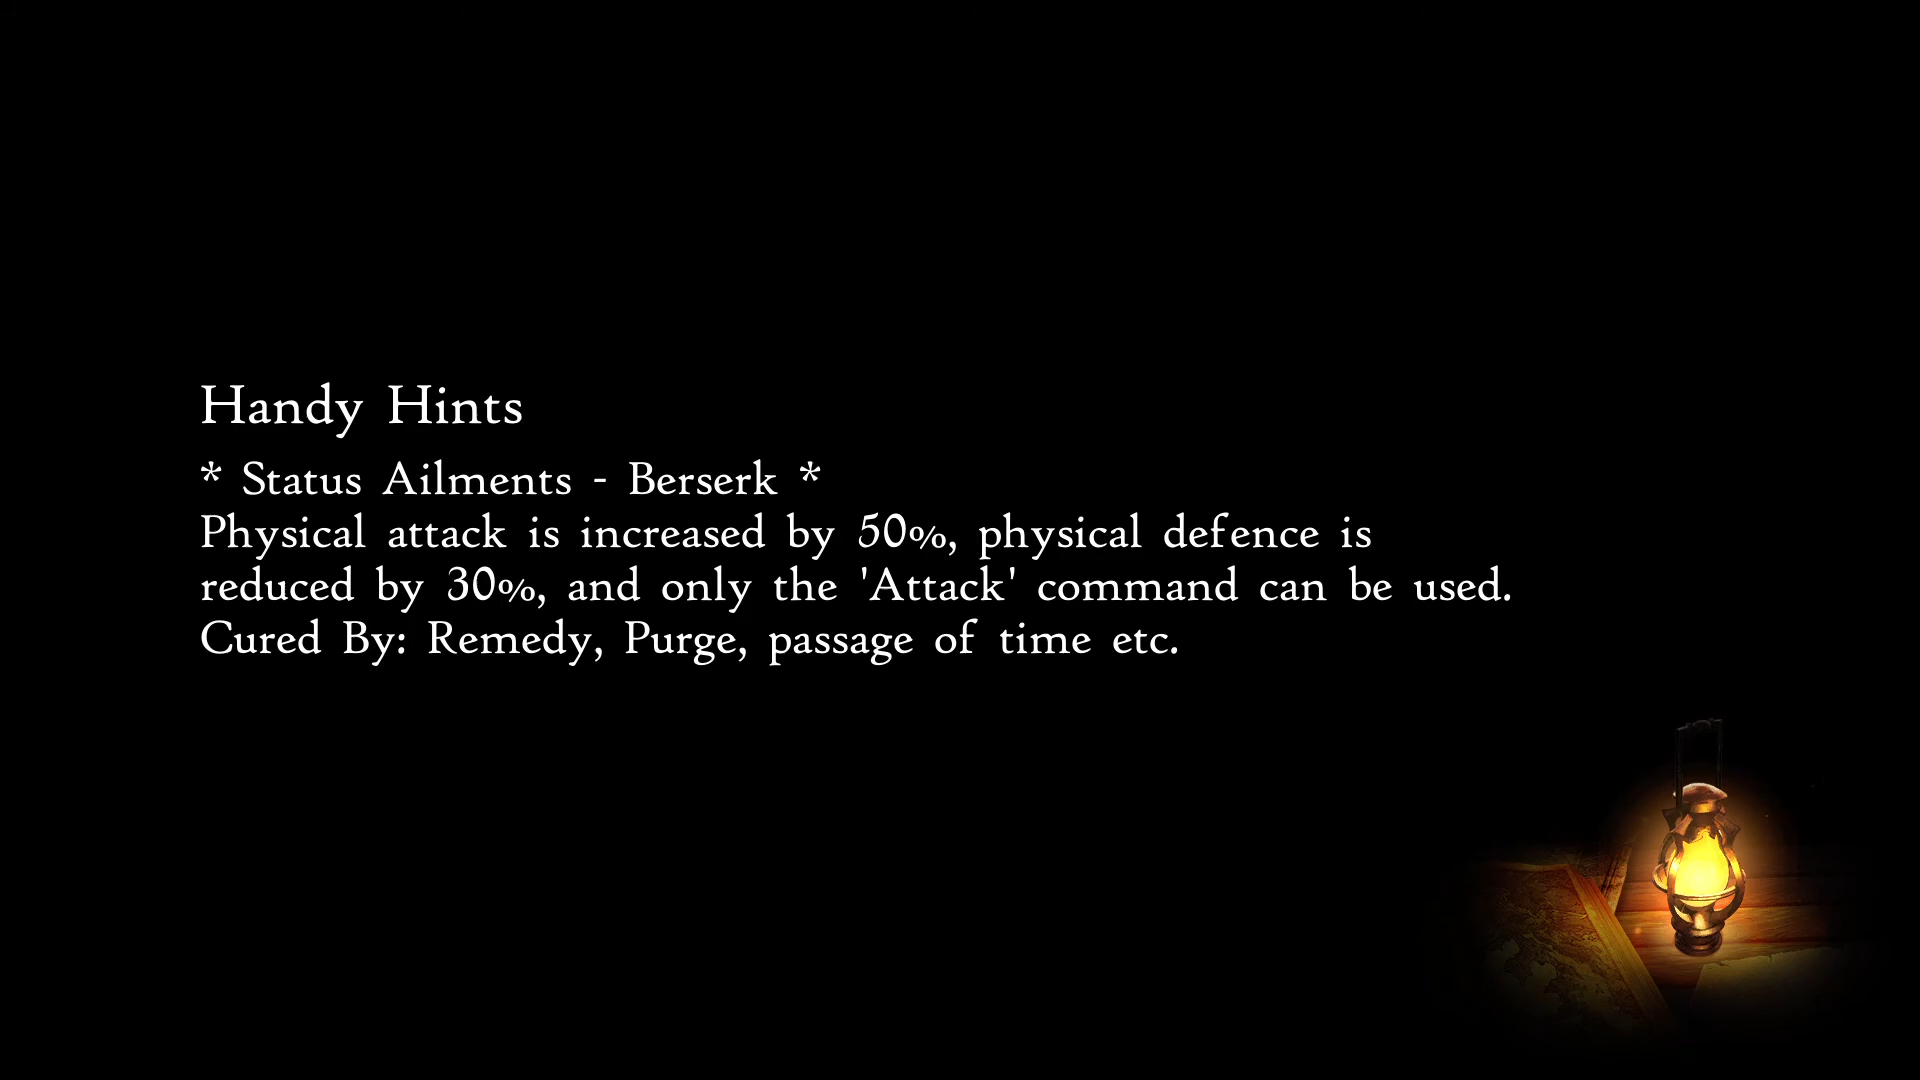 Handy Hints
* Status Ailments - Berserk *
Physical attack is increased by 50%, physical defence is
reduced by 30%, and only the 'Attack' command can be used.
Cured By: Remedy, Purge, passage of time etc.